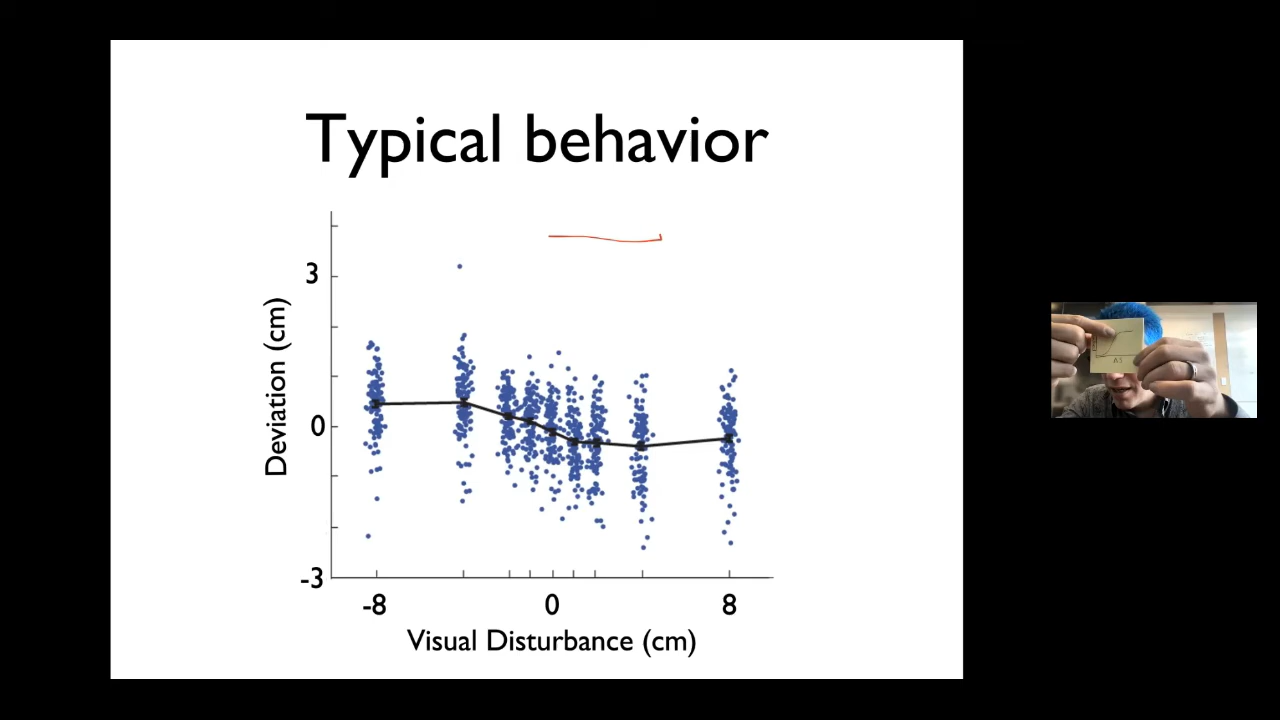 Typical behavior
3
0
-3
Deviation (cm)
-8 0 8
Visual Disturbance (cm)